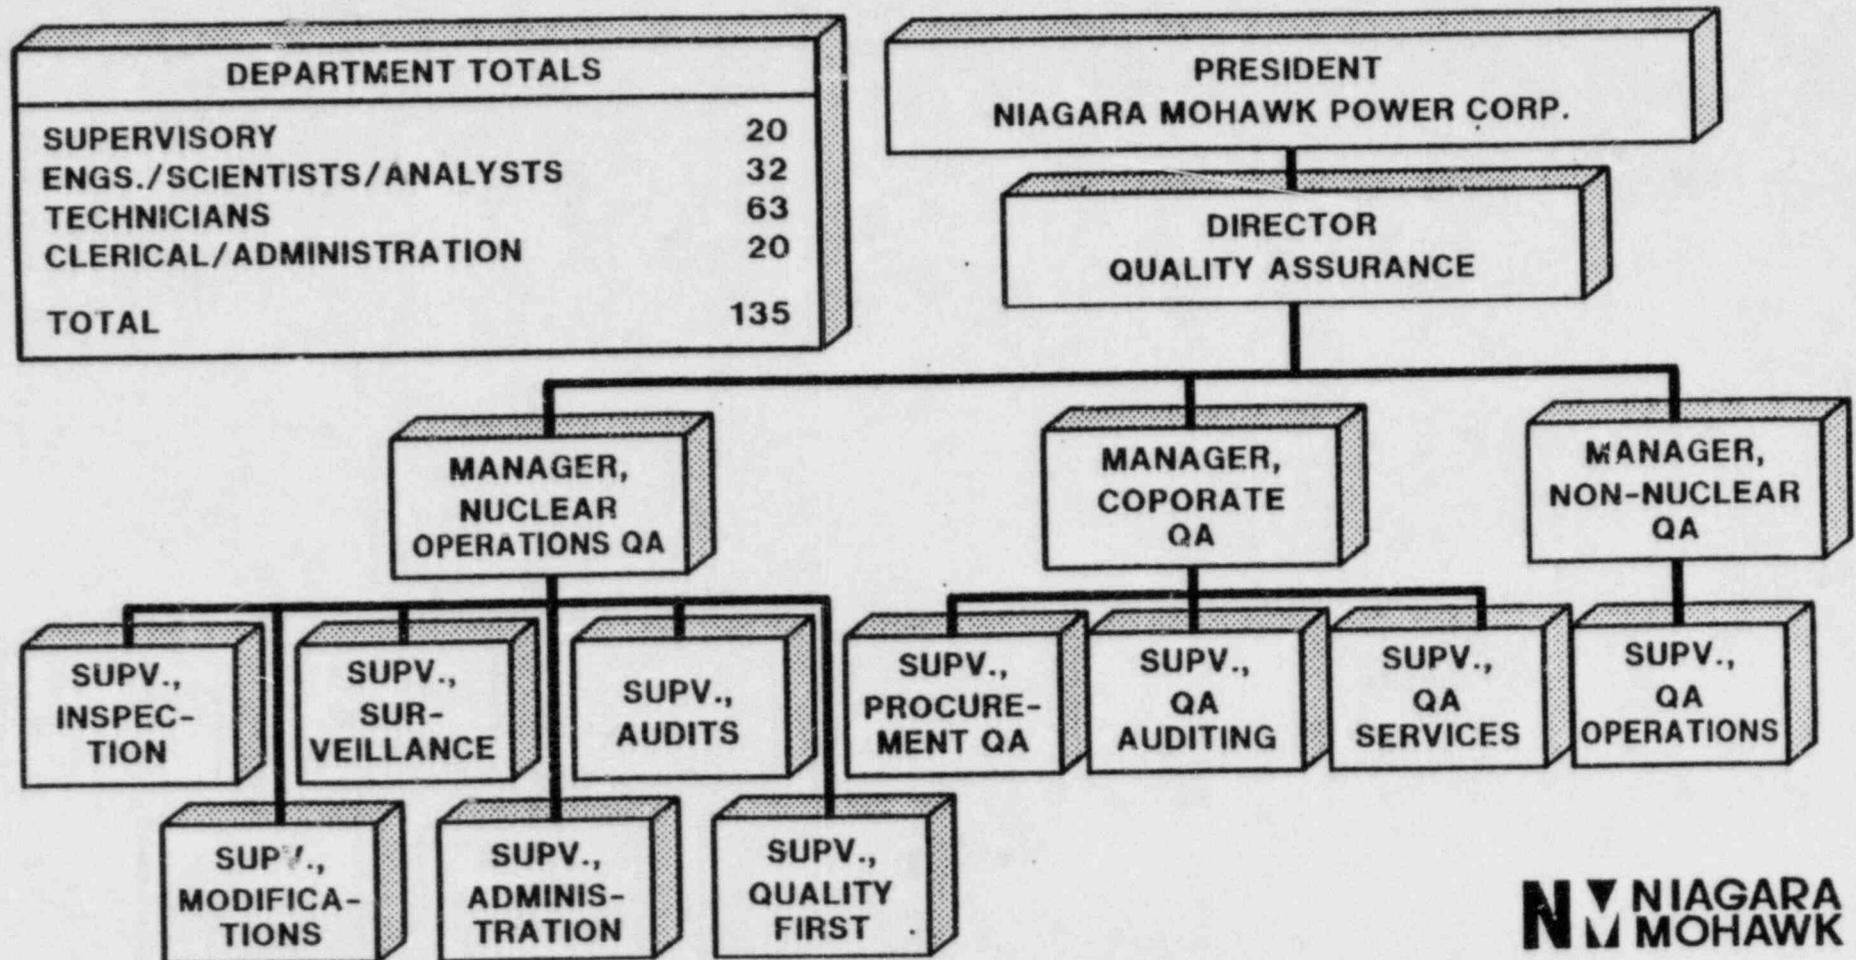 DEPARTMENT TOTALS
SUPERVISORY 20
ENGS./SCIENTISTS/ANALYSTS 32
TECHNICIANS 63
CLERICAL/ADMINISTRATION 20
TOTAL 135
PRESIDENT
NIAGARA MOHAWK POWER CORP.
DIRECTOR
QUALITY ASSURANCE
MANAGER,
NUCLEAR
OPERATIONS QA
MANAGER,
COPORATE
QA
MANAGER,
NON-NUCLEAR
QA
SUPV.,
INSPEC-
TION
SUPV.,
SUR-
VEILLANCE
SUPV.,
AUDITS
SUPV.,
PROCURE-
MENT QA
SUPV.,
QA
AUDITING
SUPV.,
QA
SERVICES
SUPV.,
QA
OPERATIONS
SUPV.,
MODIFICA-
TIONS
SUPV.,
ADMINIS-
TRATION
SUPV.,
QUALITY
FIRST
NM NIAGARA
MOHAWK